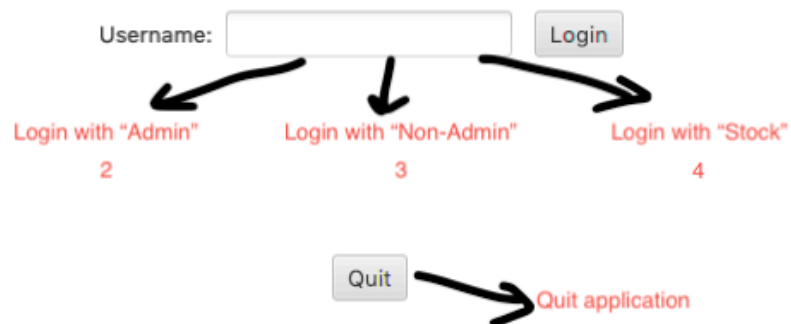 Username: Login
Login with “Admin” Login with “Non-Admin” Login with “Stock”
2 3 4
Quit
Quit application